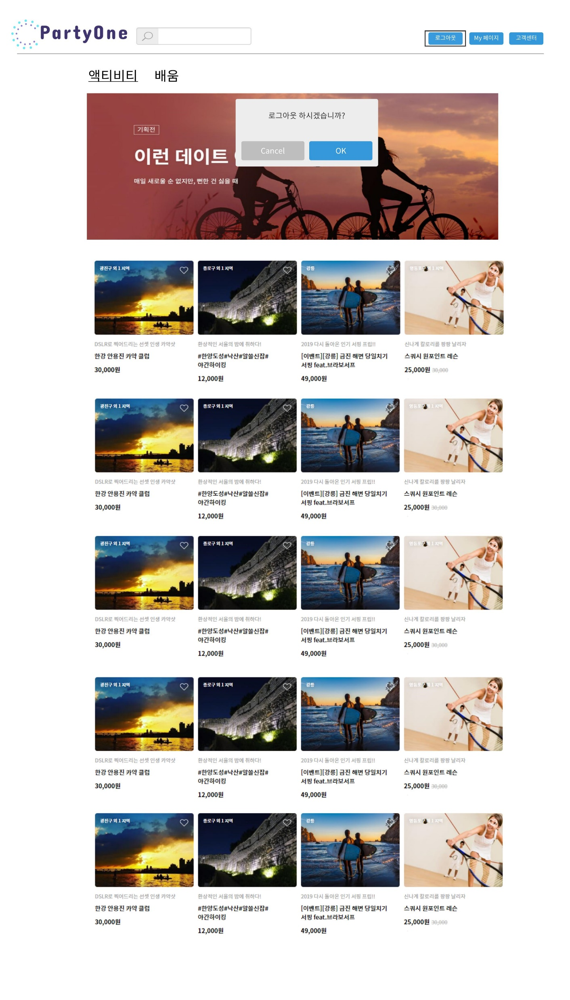 PartyOne
로그아웃
My 페이지
고객센터
액티비티
배움
로그아웃 하시겠습니까?
Cancel
OK
기획전
이런 데이트
매일 새로울 순 없지만, 뻔한 건 싫을 때
광진구 외 1 지역
종로구 외 1 지역
강릉
영등포구 외 1 지역
DSLR로 찍어드리는 선셋 인생 카약샷
한강 안용진 카약 클럽
30,000원
환상적인 서울의 밤에 취하다!
#한양도성#낙산#알쓸신잡#
야간하이킹
12,000원
2019 다시 돌아온 인기 서핑 프립!!
[이벤트][강릉] 금진 해변 당일치기
서핑 feat.브라보서프
49,000원
신나게 칼로리를 팡팡 날리자
스쿼시 원포인트 레슨
25,000원 30,000
광진구 외 1 지역
종로구 외 1 지역
강릉
영등포구 외 1 지역
DSLR로 찍어드리는 선셋 인생 카약샷
한강 안용진 카약 클럽
30,000원
환상적인 서울의 밤에 취하다!
#한양도성#낙산#알쓸신잡#
야간하이킹
12,000원
2019 다시 돌아온 인기 서핑 프립!!
[이벤트][강릉] 금진 해변 당일치기
서핑 feat.브라보서프
49,000원
신나게 칼로리를 팡팡 날리자
스쿼시 원포인트 레슨
25,000원 30,000
광진구 외 1 지역
종로구 외 1 지역
강릉
영등포구 외 1 지역
DSLR로 찍어드리는 선셋 인생 카약샷
한강 안용진 카약 클럽
30,000원
환상적인 서울의 밤에 취하다!
#한양도성#낙산#알쓸신잡#
야간하이킹
12,000원
2019 다시 돌아온 인기 서핑 프립!!
[이벤트][강릉] 금진 해변 당일치기
서핑 feat.브라보서프
49,000원
신나게 칼로리를 팡팡 날리자
스쿼시 원포인트 레슨
25,000원 30,000
광진구 외 1 지역
종로구 외 1 지역
강릉
영등포구 외 1 지역
DSLR로 찍어드리는 선셋 인생 카약샷
한강 안용진 카약 클럽
30,000원
환상적인 서울의 밤에 취하다!
#한양도성#낙산#알쓸신잡#
야간하이킹
12,000원
2019 다시 돌아온 인기 서핑 프립!!
[이벤트][강릉] 금진 해변 당일치기
서핑 feat.브라보서프
49,000원
신나게 칼로리를 팡팡 날리자
스쿼시 원포인트 레슨
25,000원 30,000
광진구 외 1 지역
종로구 외 1 지역
강릉
영등포구 외 1 지역
DSLR로 찍어드리는 선셋 인생 카약샷
한강 안용진 카약 클럽
30,000원
환상적인 서울의 밤에 취하다!
#한양도성#낙산#알쓸신잡#
야간하이킹
12,000원
2019 다시 돌아온 인기 서핑 프립!!
[이벤트][강릉] 금진 해변 당일치기
서핑 feat.브라보서프
49,000원
신나게 칼로리를 팡팡 날리자
스쿼시 원포인트 레슨
25,000원 30,000